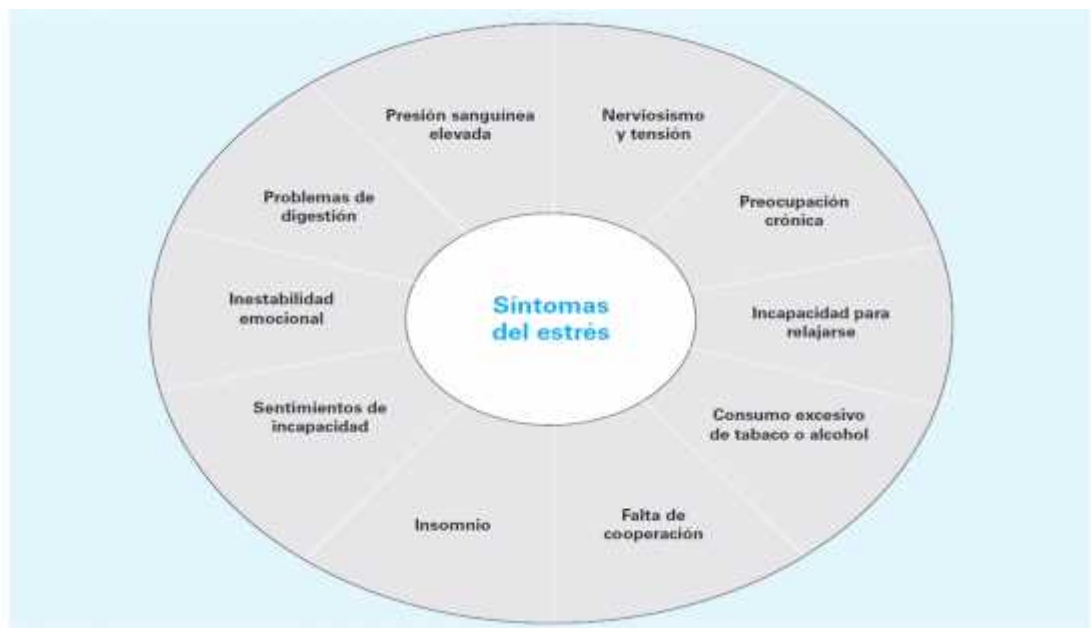 Presión sanguínea
elevada
Nerviosismo
y tensión
Preocupación
crónica
Incapacidad para
relajarse
Consumo excesivo
de tabaco o alcohol
Falta de
cooperación
Insomnio
Sentimientos de
incapacidad
Inestabilidad
emocional
Problemas de
digestión
Síntomas
del estrés